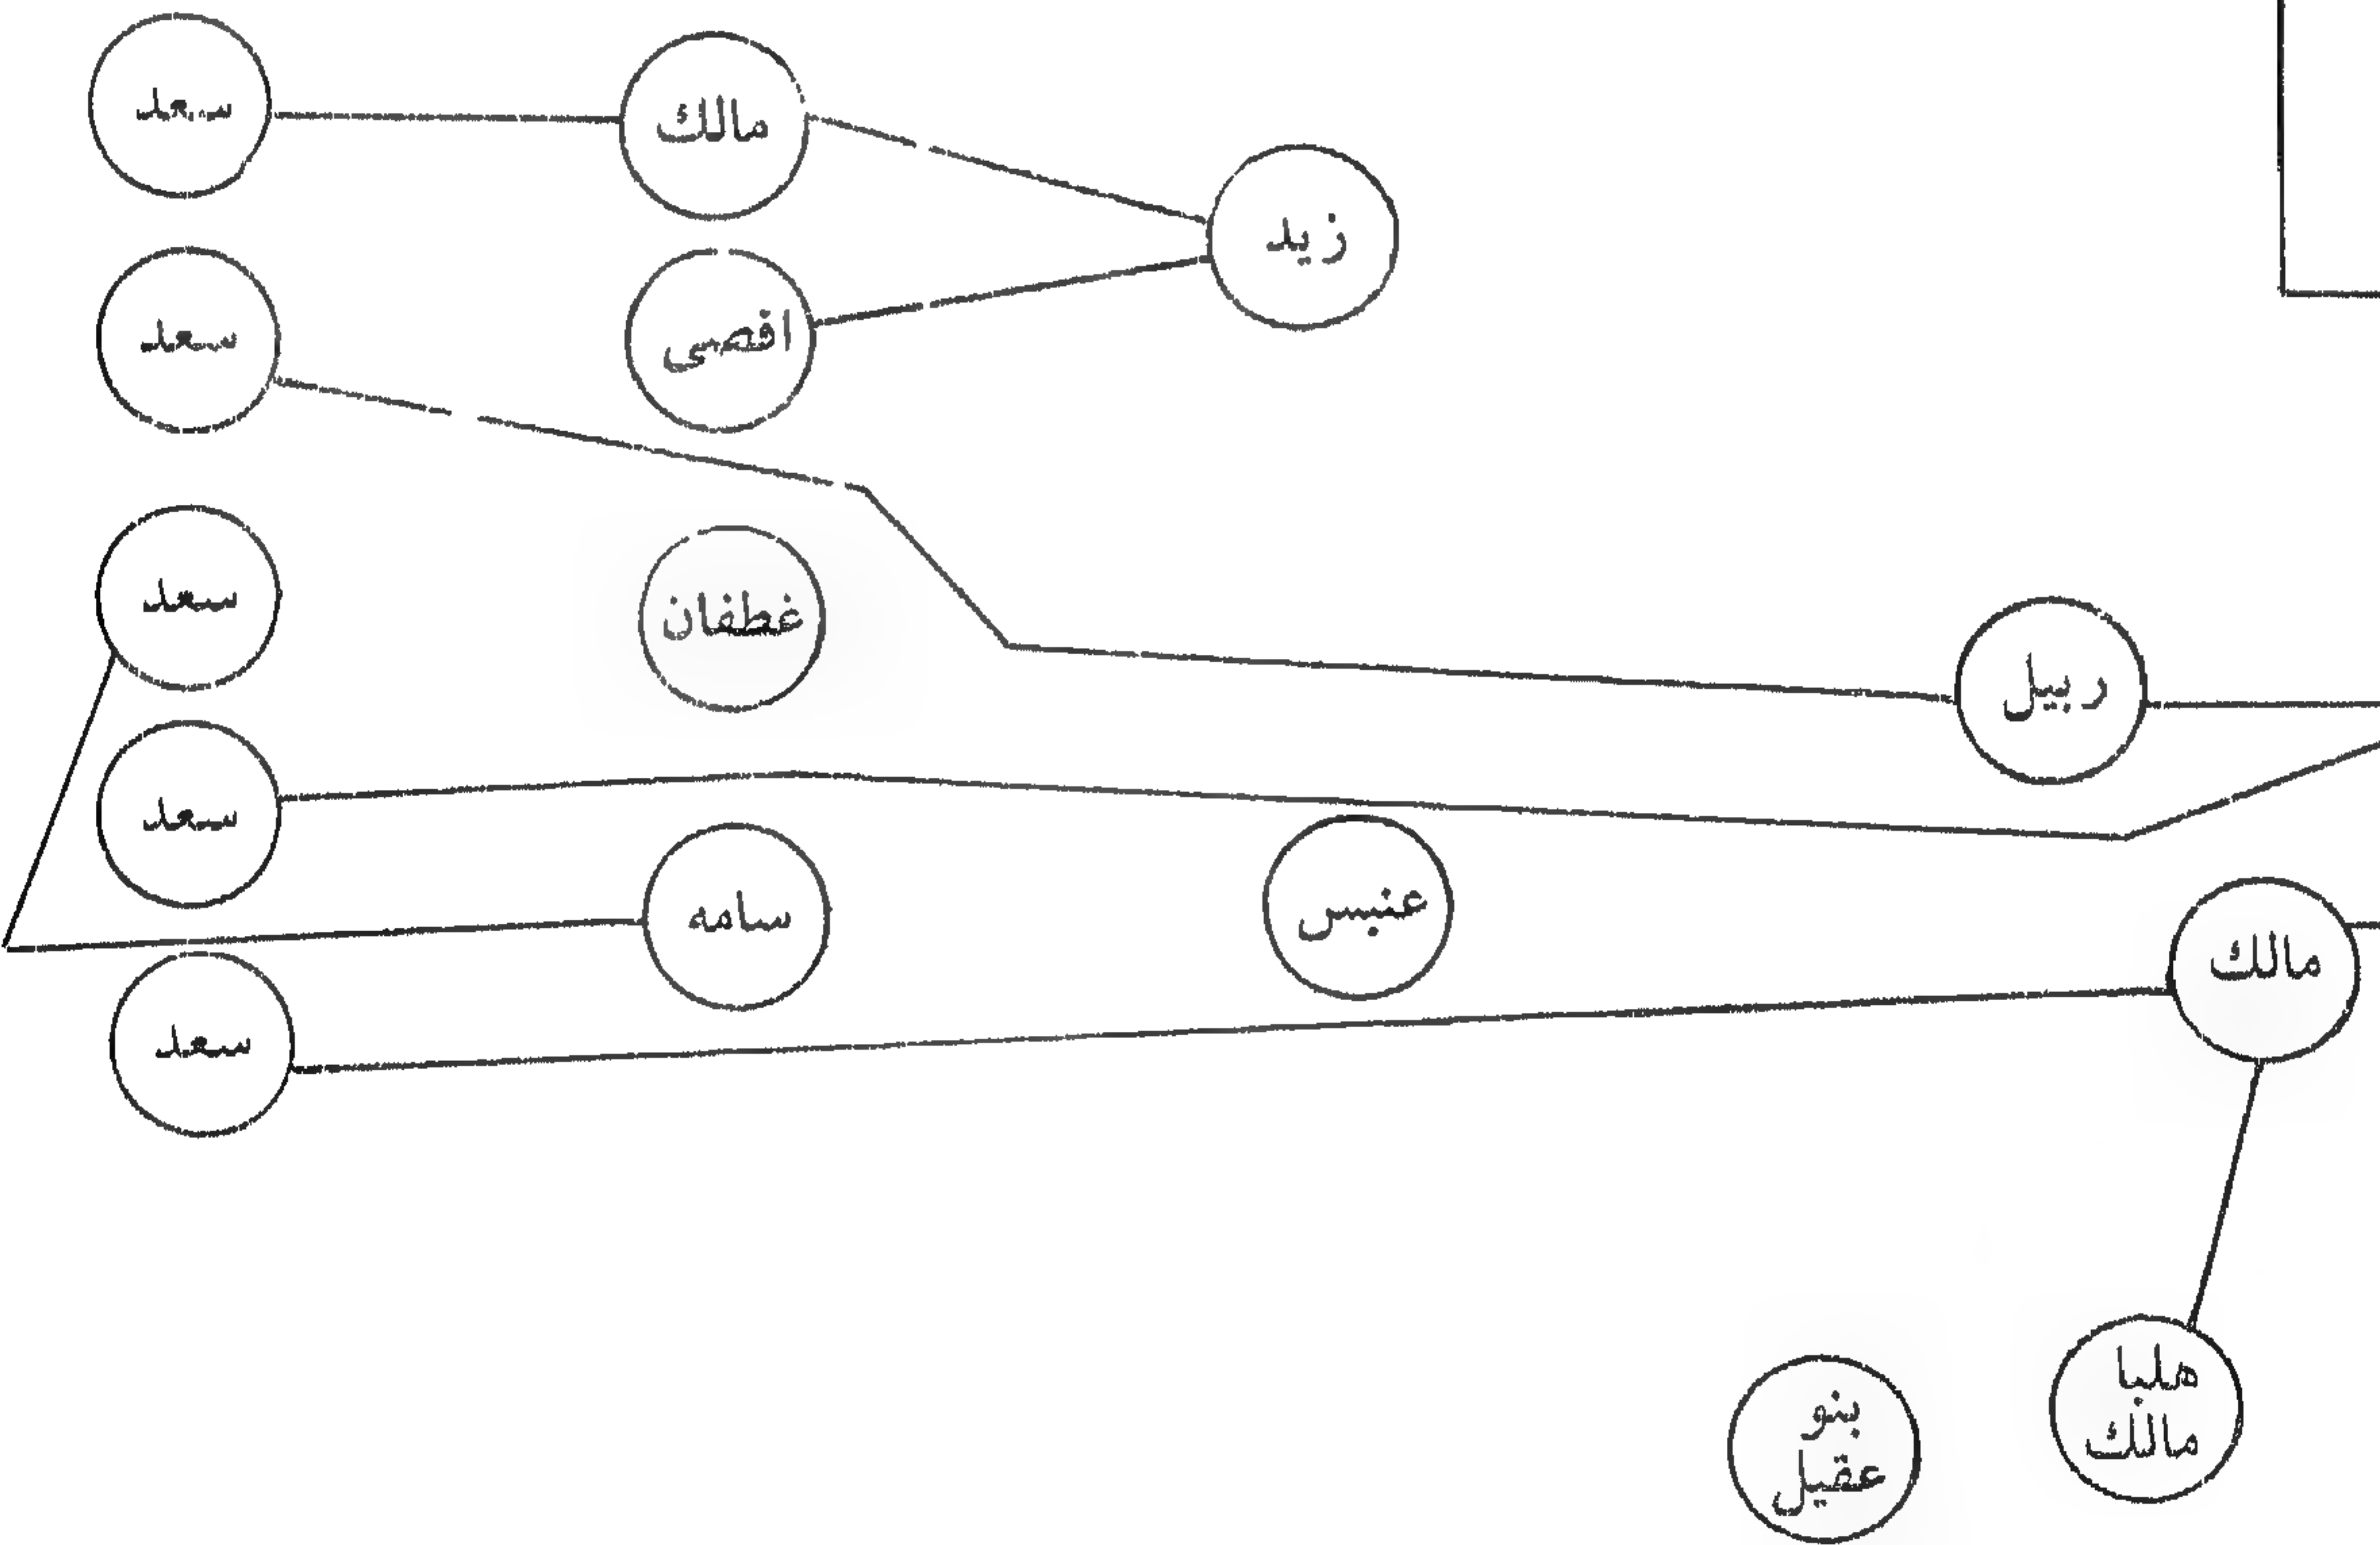 سعد
مالك
زيد
سعد
افصى
سعد
غطفان
ربيل
سعد
سامه
عنبس
مالك
سعد
هلبا
مالك
بنو
عقيل